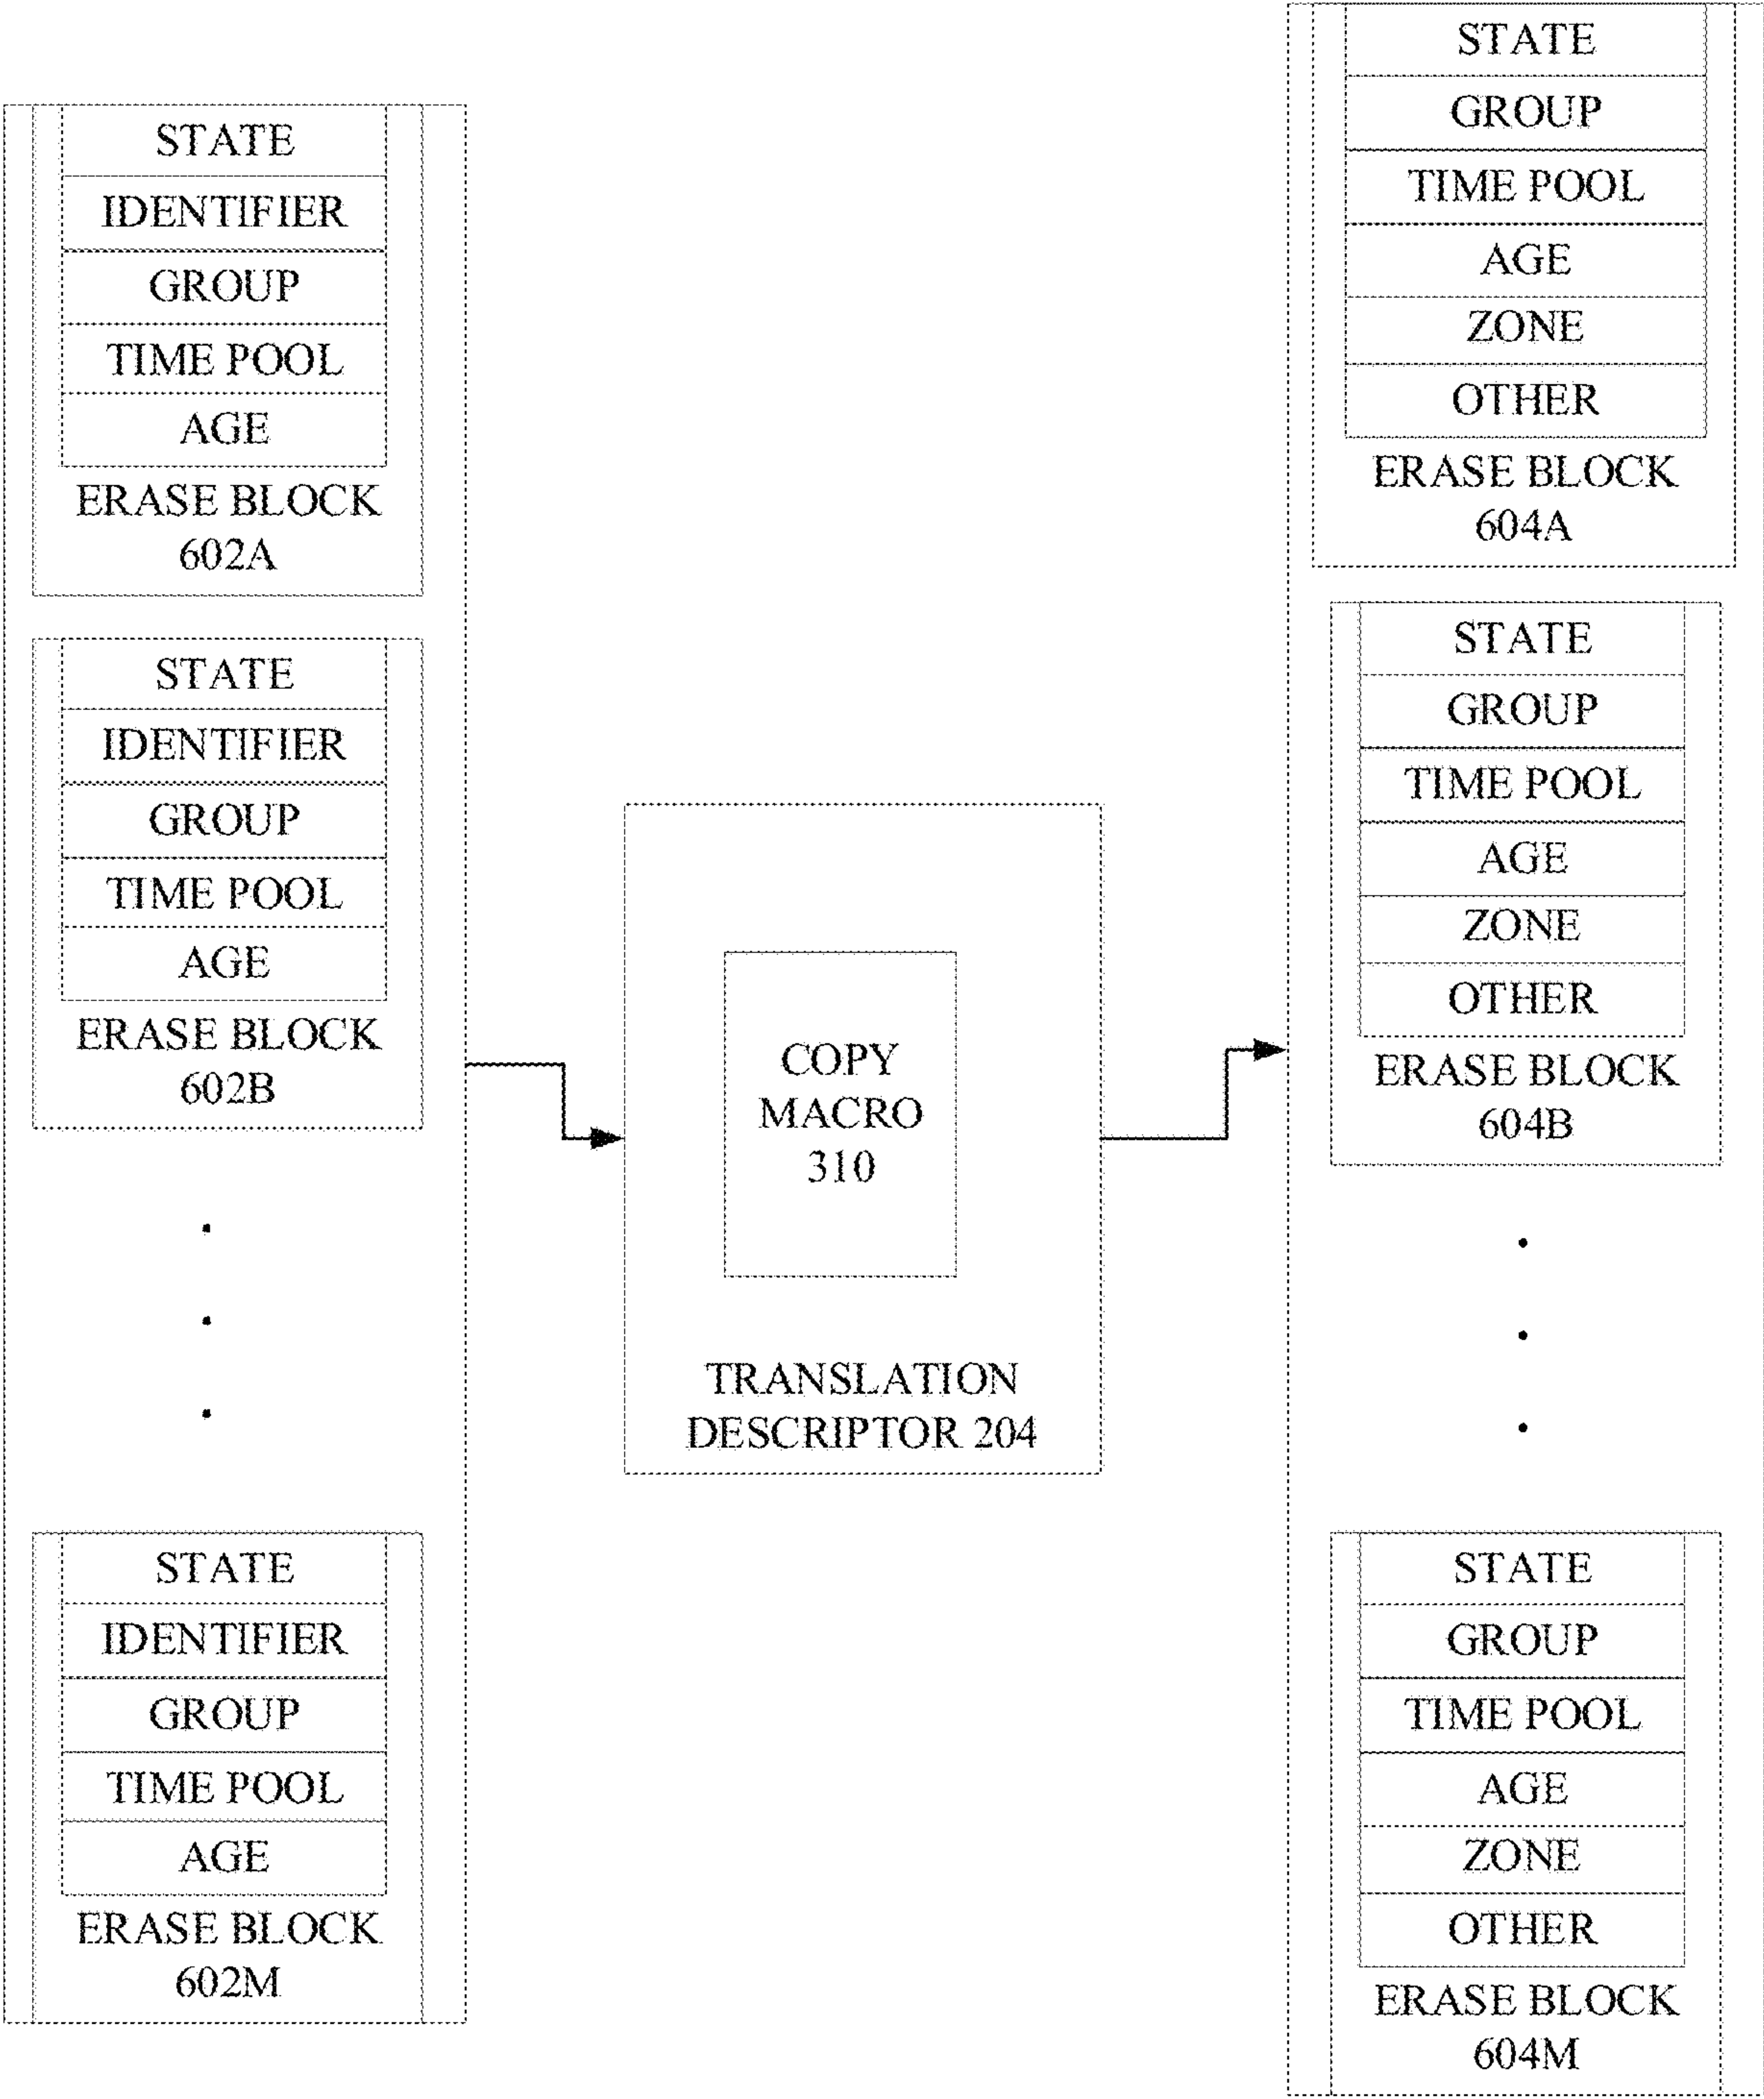 STATE
IDENTIFIER
GROUP
TIME POOL
AGE
ERASE BLOCK
602A
STATE
IDENTIFIER
GROUP
TIME POOL
AGE
ERASE BLOCK
602B
STATE
IDENTIFIER
GROUP
TIME POOL
AGE
ERASE BLOCK
602M
COPY
MACRO
310
TRANSLATION
DESCRIPTOR 204
STATE
GROUP
TIME POOL
AGE
ZONE
OTHER
ERASE BLOCK
604A
STATE
GROUP
TIME POOL
AGE
ZONE
OTHER
ERASE BLOCK
604B
STATE
GROUP
TIME POOL
AGE
ZONE
OTHER
ERASE BLOCK
604M